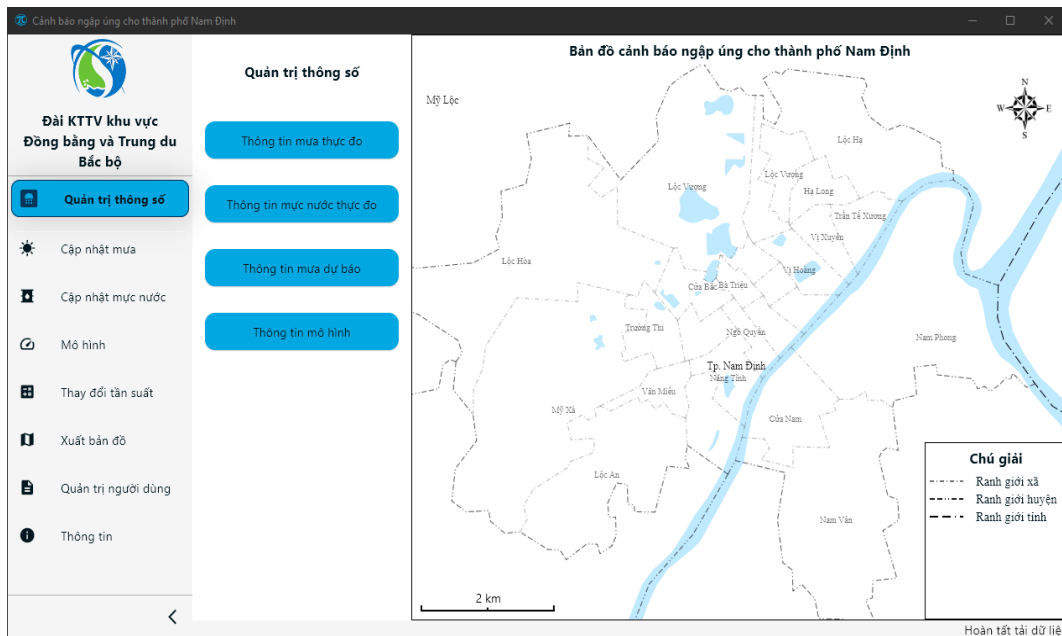 Cảnh báo ngập úng cho thành phố Nam Định
Đài KTTV khu vực
Đồng bằng và Trung du
Bắc bộ
Quản trị thông số
Cập nhật mưa
Cập nhật mực nước
Mô hình
Thay đổi tần suất
Xuất bản đồ
Quản trị người dùng
Thông tin
Quản trị thông số
Thông tin mưa thực đo
Thông tin mực nước thực đo
Thông tin mưa dự báo
Thông tin mô hình
Bản đồ cảnh báo ngập úng cho thành phố Nam Định
Mỹ Lộc
N
W
E
S
Lộc Hạ
Lộc Vượng
Lộc Vượng
Hạ Long
Trần Tế Xương
Vị Xuyên
Lộc Hòa
Vị Hoàng
Cửa Bắc
Bà Triệu
Trường Thi
Ngô Quyền
Nam Phong
Tp. Nam Định
Năng Tĩnh
Văn Miếu
Mỹ Xá
Cửa Nam
Lộc An
Nam Vân
2 km
Chú giải
Ranh giới xã
Ranh giới huyện
Ranh giới tỉnh
Hoàn tất tải dữ liệ